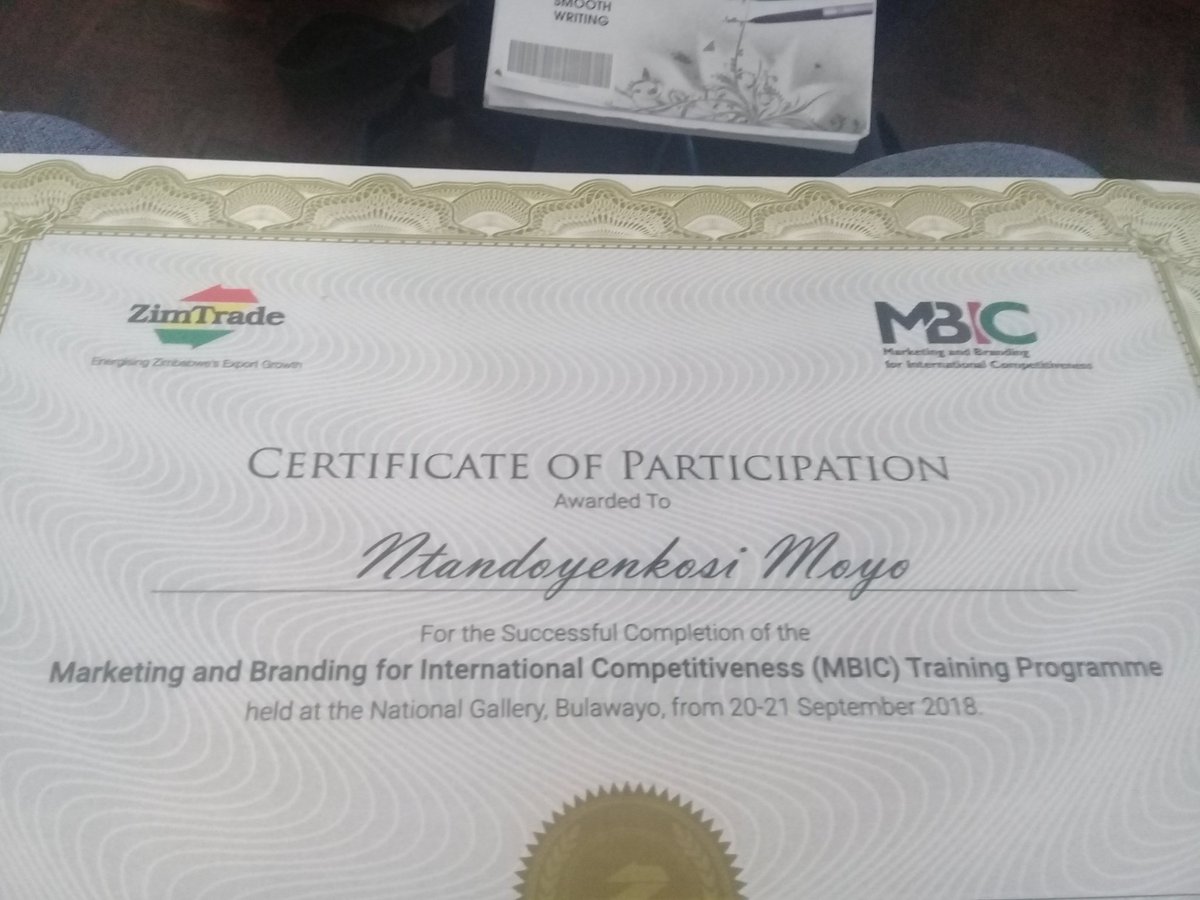 SMOOTH
WRITING
ZimTrade
Energising Zimbabwe's Export Growth
MBIC
Marketing and Branding
for International Competitiveness
CERTIFICATE OF PARTICIPATION
Awarded To
Ntandoyenkosi Moyo
For the Successful Completion of the
Marketing and Branding for International Competitiveness (MBIC) Training Programme
held at the National Gallery, Bulawayo, from 20-21 September 2018.